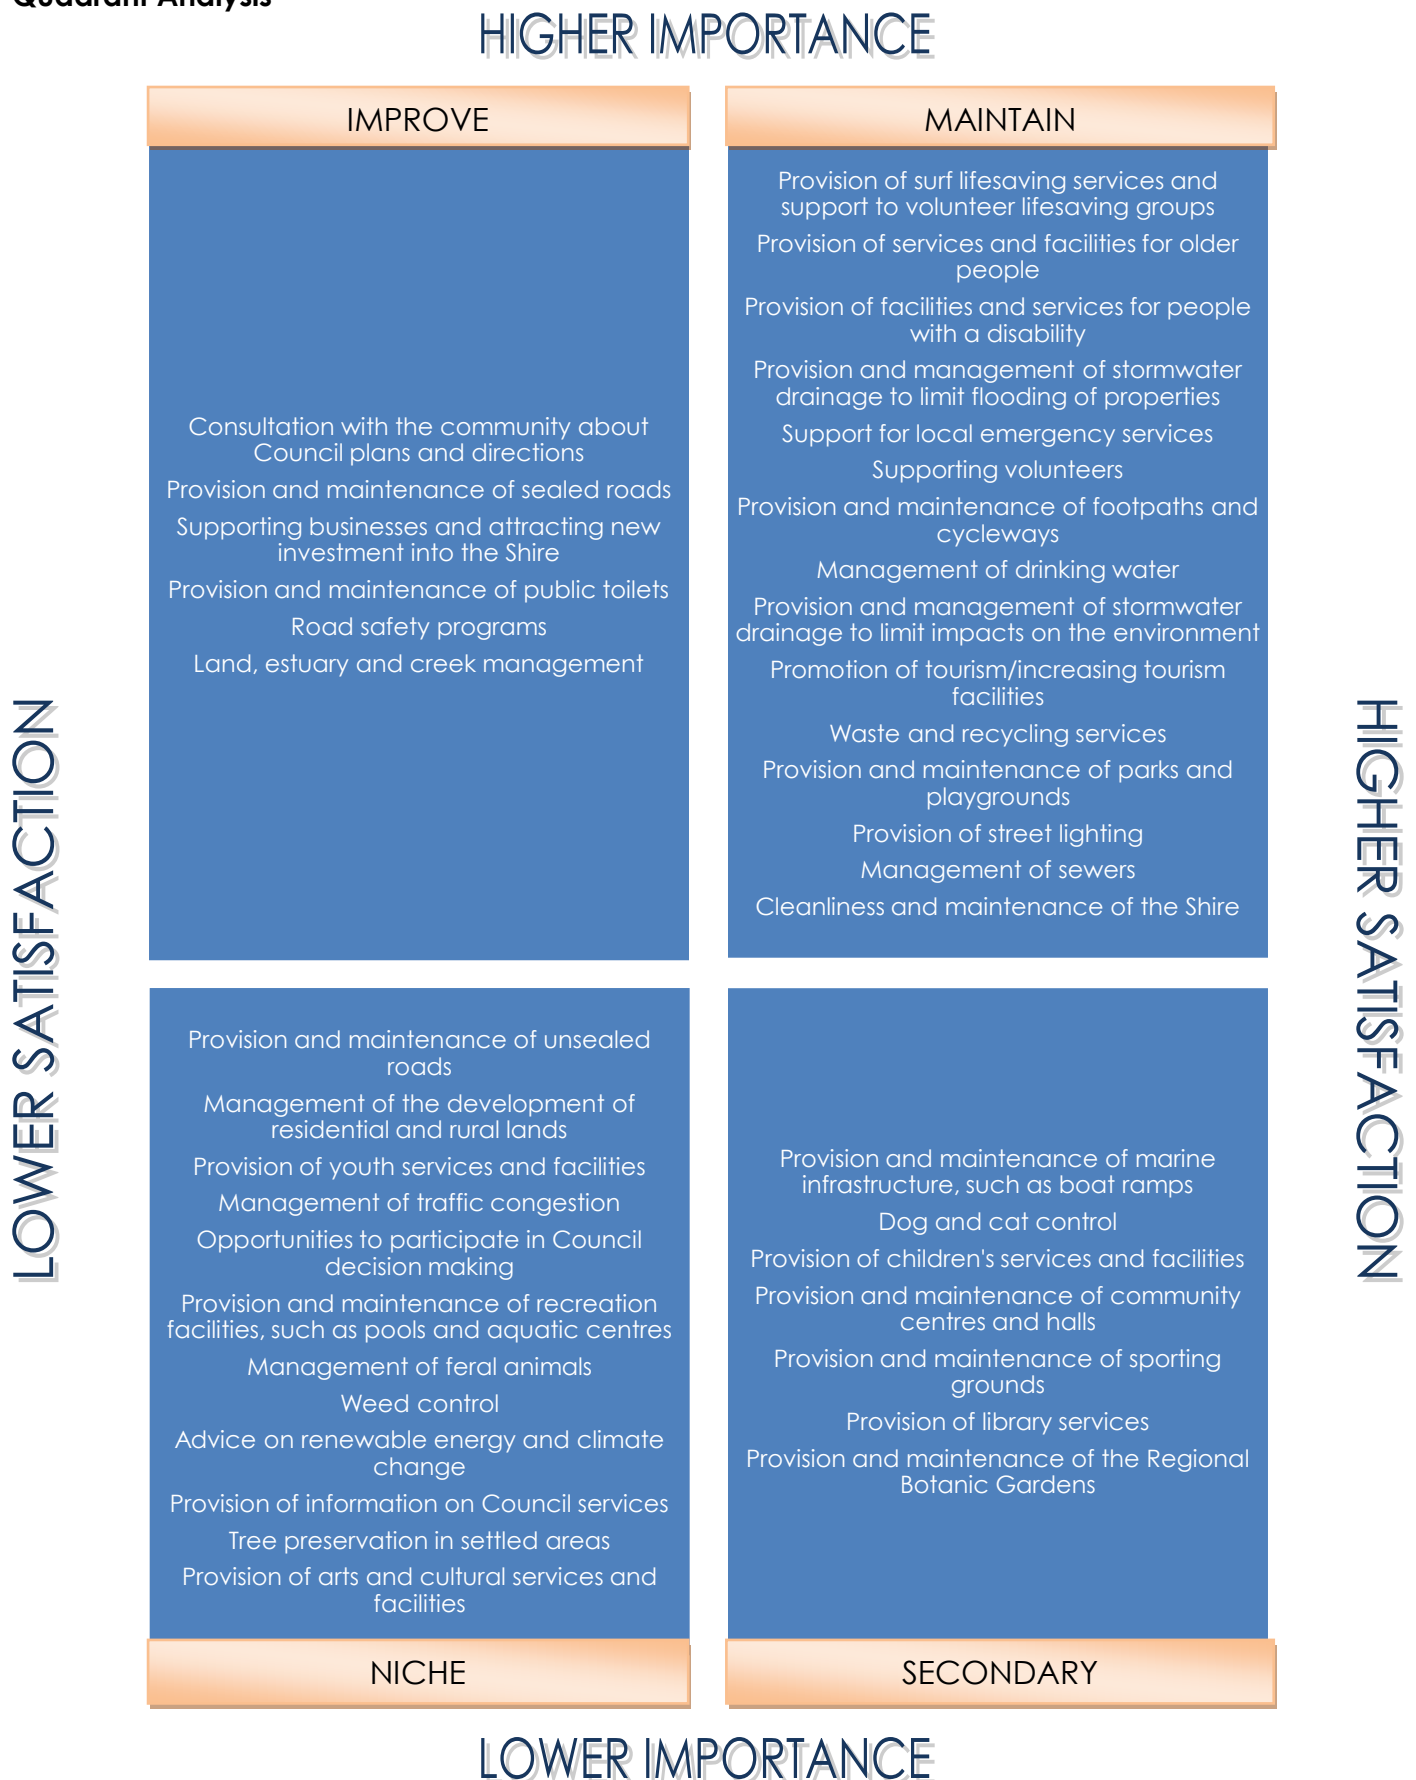 Quadrant Analysis
HIGHER IMPORTANCE
IMPROVE
Consultation with the community about
Council plans and directions
Provision and maintenance of sealed roads
Supporting businesses and attracting new
investment into the Shire
Provision and maintenance of public toilets
Road safety programs
Land, estuary and creek management
MAINTAIN
Provision of surf lifesaving services and
support to volunteer lifesaving groups
Provision of services and facilities for older
people
Provision of facilities and services for people
with a disability
Provision and management of stormwater
drainage to limit flooding of properties
Support for local emergency services
Supporting volunteers
Provision and maintenance of footpaths and
cycleways
Management of drinking water
Provision and management of stormwater
drainage to limit impacts on the environment
Promotion of tourism/increasing tourism
facilities
Waste and recycling services
Provision and maintenance of parks and
playgrounds
Provision of street lighting
Management of sewers
Cleanliness and maintenance of the Shire
LOWER SATISFACTION
HIGHER SATISFACTION
Provision and maintenance of unsealed
roads
Management of the development of
residential and rural lands
Provision of youth services and facilities
Management of traffic congestion
Opportunities to participate in Council
decision making
Provision and maintenance of recreation
facilities, such as pools and aquatic centres
Management of feral animals
Weed control
Advice on renewable energy and climate
change
Provision of information on Council services
Tree preservation in settled areas
Provision of arts and cultural services and
facilities
NICHE
Provision and maintenance of marine
infrastructure, such as boat ramps
Dog and cat control
Provision of children's services and facilities
Provision and maintenance of community
centres and halls
Provision and maintenance of sporting
grounds
Provision of library services
Provision and maintenance of the Regional
Botanic Gardens
SECONDARY
LOWER IMPORTANCE